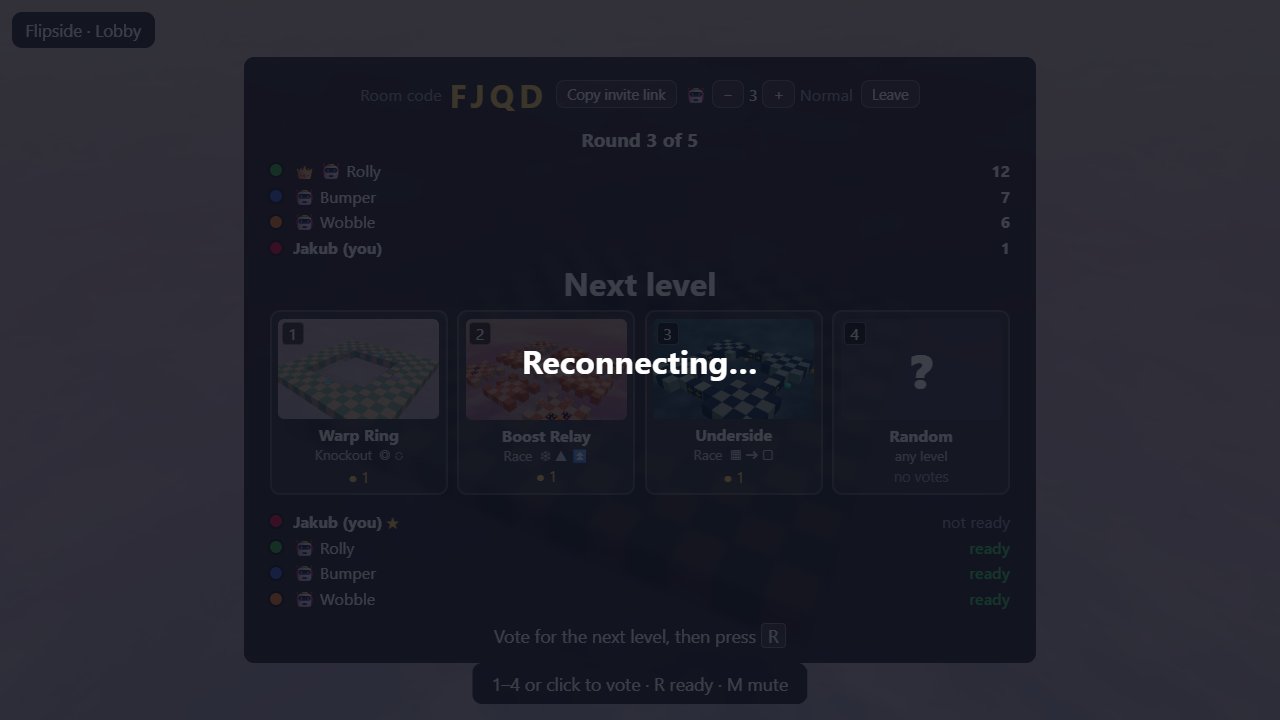 Flipside · Lobby
Room code FJQD Copy invite link − 3 + Normal Leave
Round 3 of 5
Rolly 12
Bumper 7
Wobble 6
Jakub (you) 1
Next level
1 2 3 4
?
Reconnecting...
Warp Ring Boost Relay Underside Random
Knockout Race Race any level
1 1 1 no votes
Jakub (you) not ready
Rolly ready
Bumper ready
Wobble ready
Vote for the next level, then press R
1–4 or click to vote · R ready · M mute